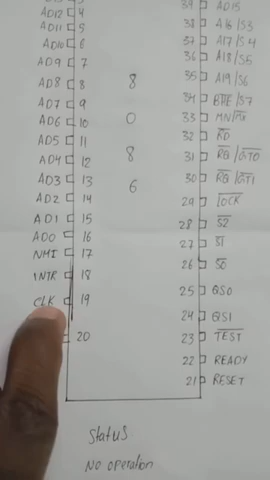 AD13 3 39 AD15
AD12 4 38 A16/S3
AD11 5 37 A17/S4
AD10 6 36 A18/S5
AD9 7 35 A19/S6
AD8 8 34 BHE/S7
AD7 9 33 MN/MX
AD6 10 32 RD
AD5 11 31 RQ/GT0
AD4 12 30 RQ/GT1
AD3 13 29 LOCK
AD2 14 28 S2
AD1 15 27 S1
AD0 16 26 S0
NMI 17 25 QS0
INTR 18 24 QS1
CLK 19 23 TEST
20 22 READY
21 RESET
8
0
8
6
Status
No operation